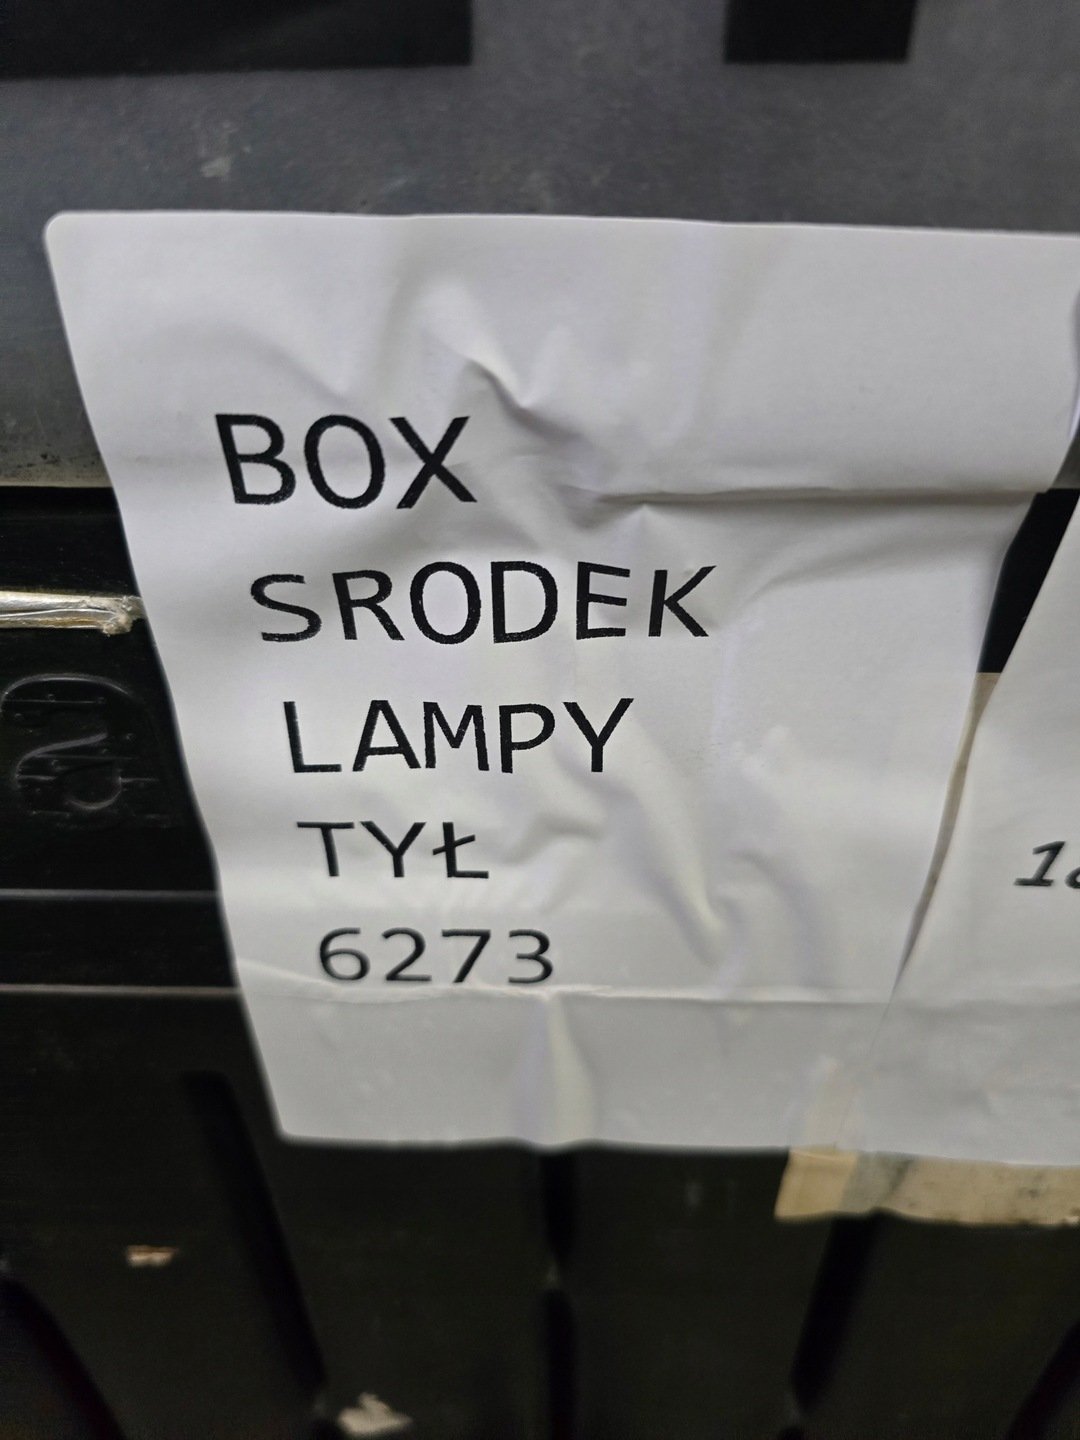 BOX
SRODEK
LAMPY
TYŁ
6273